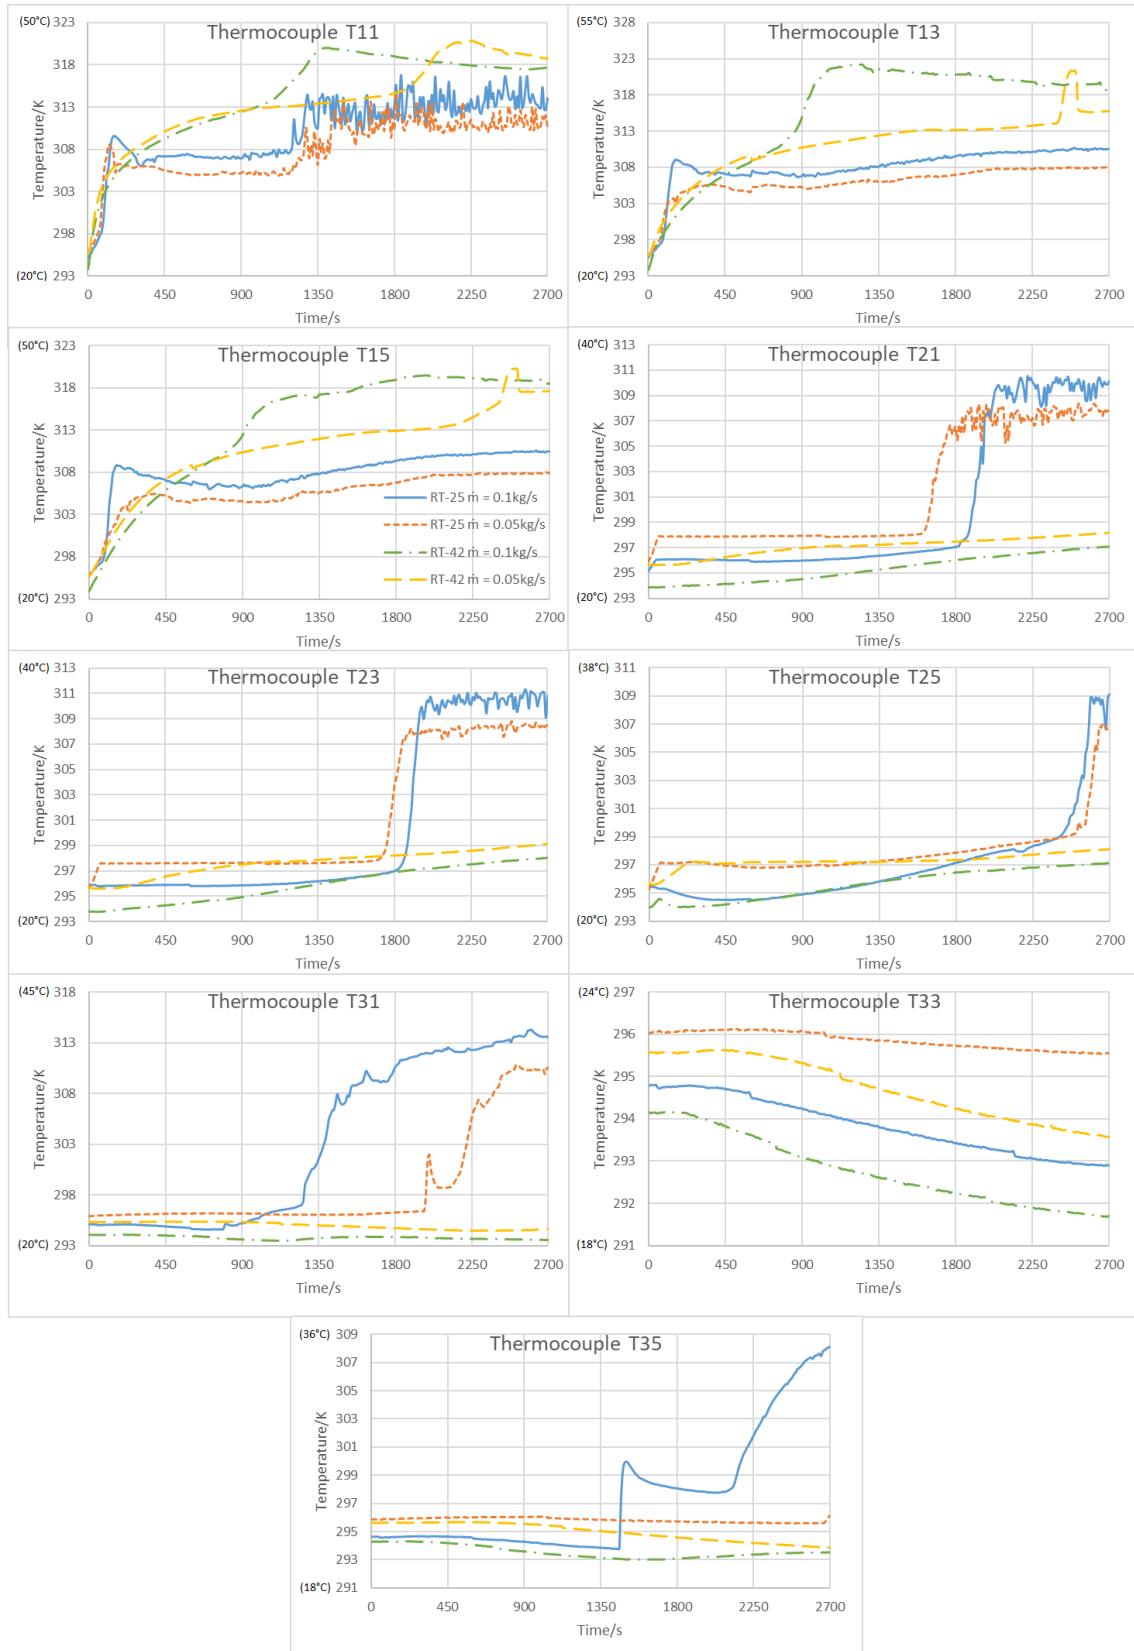 Thermocouple T11
(50°C) 323
318
313
308
303
298
(20°C) 293
Temperature/K
0 450 900 1350 1800 2250 2700
Time/s
Thermocouple T13
(55°C) 328
323
318
313
308
303
298
(20°C) 293
Temperature/K
0 450 900 1350 1800 2250 2700
Time/s
Thermocouple T15
(50°C) 323
318
313
308
303
298
(20°C) 293
Temperature/K
RT-25 ṁ = 0.1kg/s
RT-25 ṁ = 0.05kg/s
RT-42 ṁ = 0.1kg/s
RT-42 ṁ = 0.05kg/s
0 450 900 1350 1800 2250 2700
Time/s
Thermocouple T21
(40°C) 313
311
309
307
305
303
301
299
297
295
(20°C) 293
Temperature/K
0 450 900 1350 1800 2250 2700
Time/s
Thermocouple T23
(40°C) 313
311
309
307
305
303
301
299
297
295
(20°C) 293
Temperature/K
0 450 900 1350 1800 2250 2700
Time/s
Thermocouple T25
(38°C) 311
309
307
305
303
301
299
297
295
(20°C) 293
Temperature/K
0 450 900 1350 1800 2250 2700
Time/s
Thermocouple T31
(45°C) 318
313
308
303
298
(20°C) 293
Temperature/K
0 450 900 1350 1800 2250 2700
Time/s
Thermocouple T33
(24°C) 297
296
295
294
293
292
(18°C) 291
Temperature/K
0 450 900 1350 1800 2250 2700
Time/s
Thermocouple T35
(36°C) 309
307
305
303
301
299
297
295
293
(18°C) 291
Temperature/K
0 450 900 1350 1800 2250 2700
Time/s